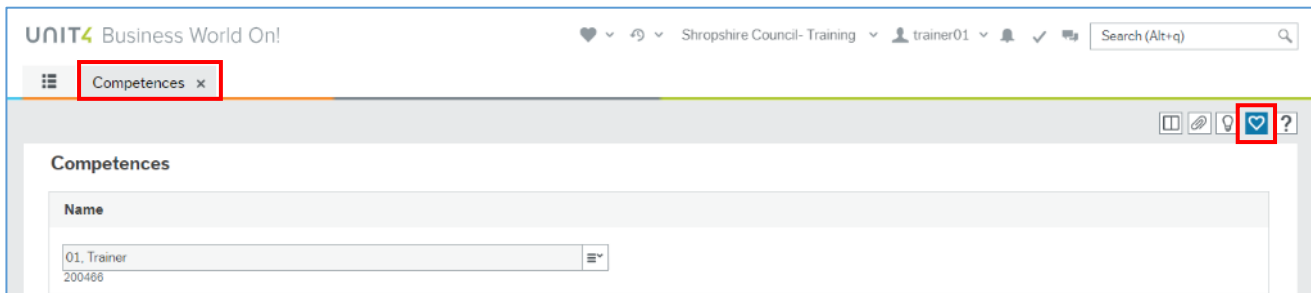 UNIT4 Business World On!
Shropshire Council- Training trainer01 Search (Alt+q)
Competences ×
?
Competences
Name
01, Trainer
200466